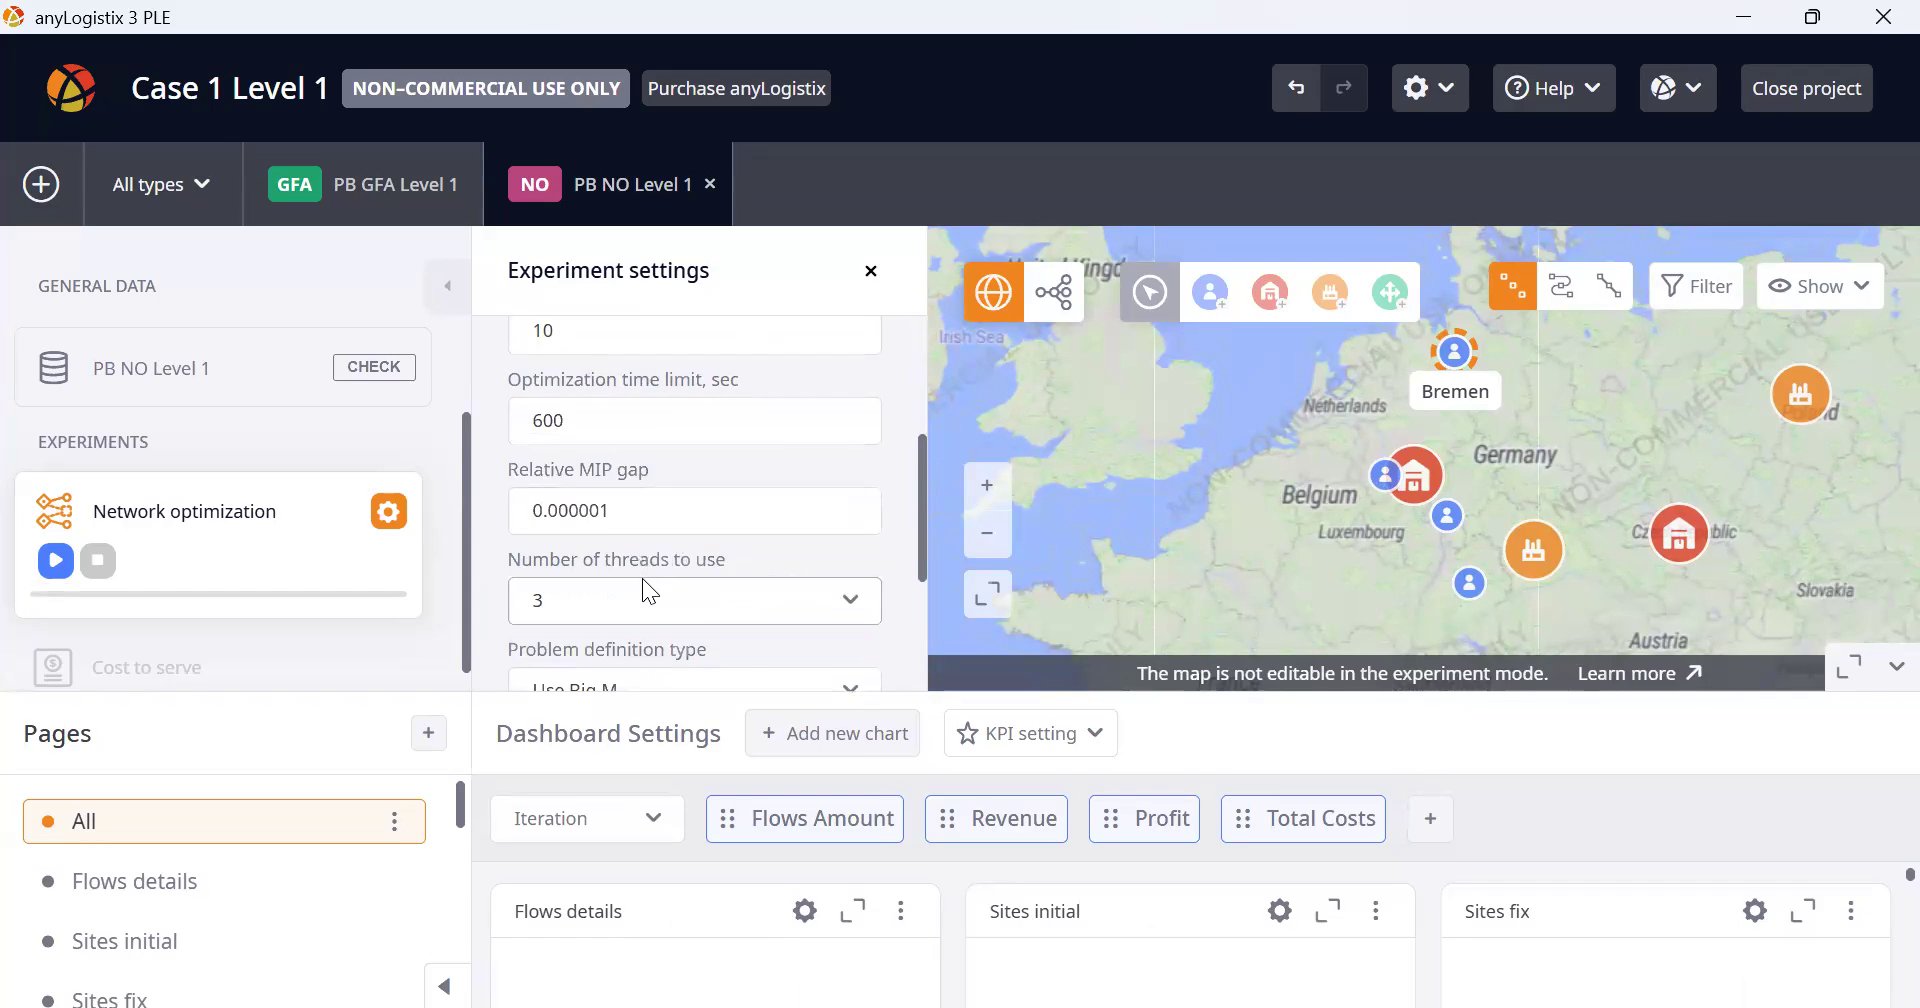 anyLogistix 3 PLE
Case 1 Level 1
NON-COMMERCIAL USE ONLY
Purchase anyLogistix
Help
Close project
All types
GFA PB GFA Level 1
NO PB NO Level 1
GENERAL DATA
PB NO Level 1
CHECK
EXPERIMENTS
Network optimization
Cost to serve
Experiment settings
10
Optimization time limit, sec
600
Relative MIP gap
0.000001
Number of threads to use
3
Problem definition type
Use Big M
Filter
Show
Irish Sea
Bremen
Netherlands
Germany
Belgium
Luxembourg
Slovakia
Austria
The map is not editable in the experiment mode.
Learn more
Pages
All
Flows details
Sites initial
Sites fix
Dashboard Settings
Add new chart
KPI setting
Iteration
Flows Amount
Revenue
Profit
Total Costs
Flows details
Sites initial
Sites fix